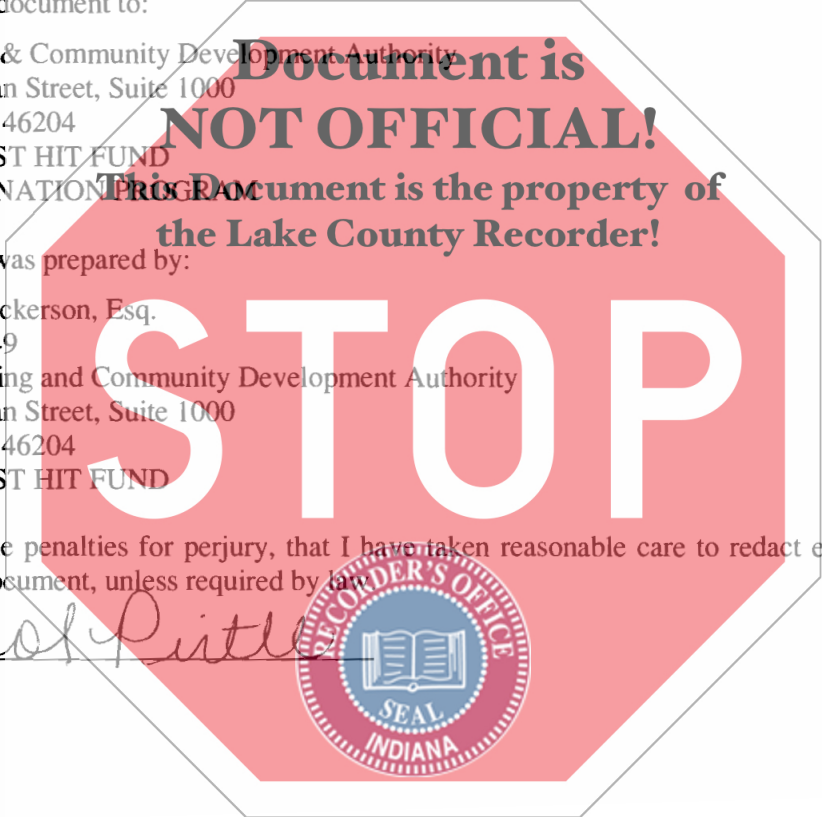 document to:
& Community Development Authority
n Street, Suite 1000
46204
ST HIT FUND
NATION PROGRAM
Document is
NOT OFFICIAL!
This Document is the property of
the Lake County Recorder!
was prepared by:
ckerson, Esq.
-9
ing and Community Development Authority
n Street, Suite 1000
46204
ST HIT FUND
STOP
e penalties for perjury, that I have taken reasonable care to redact e
ocument, unless required by law
ol Pirtle
RECORDER'S OFFICE
SEAL
INDIANA